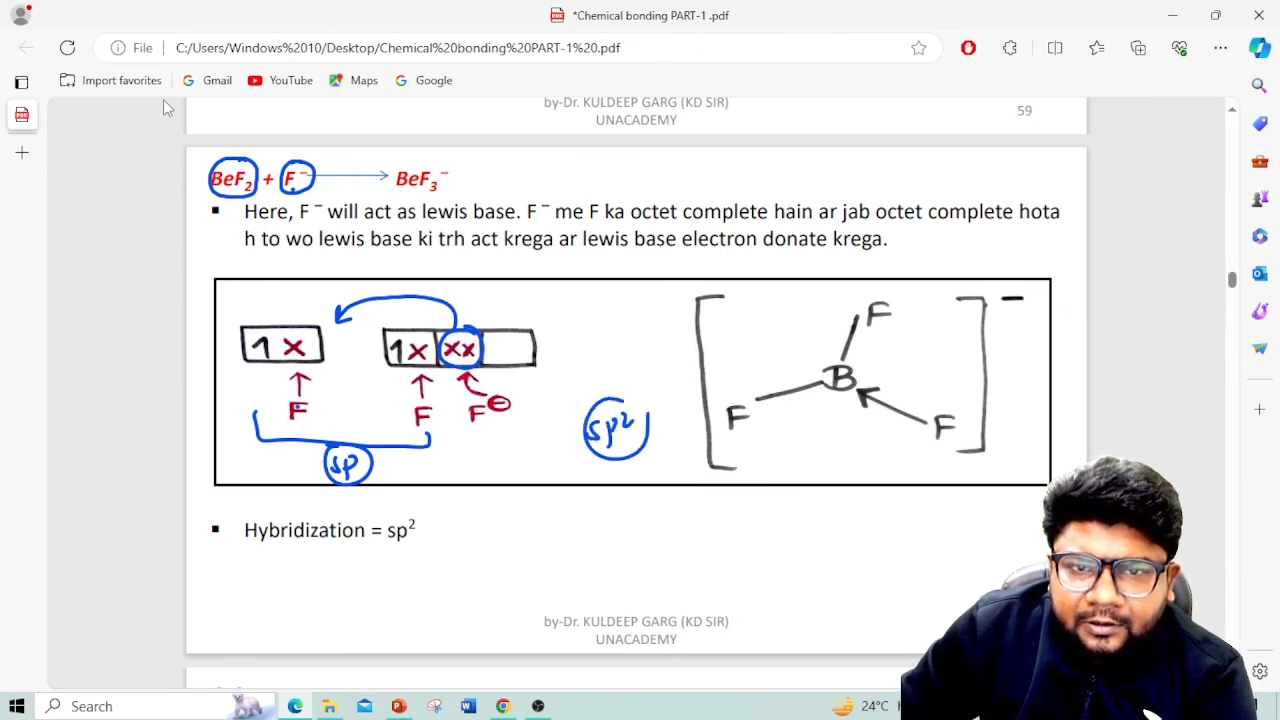 *Chemical bonding PART-1 .pdf
File
C:/Users/Windows%2010/Desktop/Chemical%20bonding%20PART-1%20.pdf
Import favorites
Gmail
YouTube
Maps
Google
by-Dr. KULDEEP GARG (KD SIR)
UNACADEMY
59
BeF₂ + F⁻ → BeF₃⁻
▪ Here, F⁻ will act as lewis base. F⁻ me F ka octet complete hain ar jab octet complete hota
h to wo lewis base ki trh act krega ar lewis base electron donate krega.
1 x 1 x xx
F F F⊖
sp
sp²
F
B
F F
▪ Hybridization = sp²
by-Dr. KULDEEP GARG (KD SIR)
UNACADEMY
Search
24°C